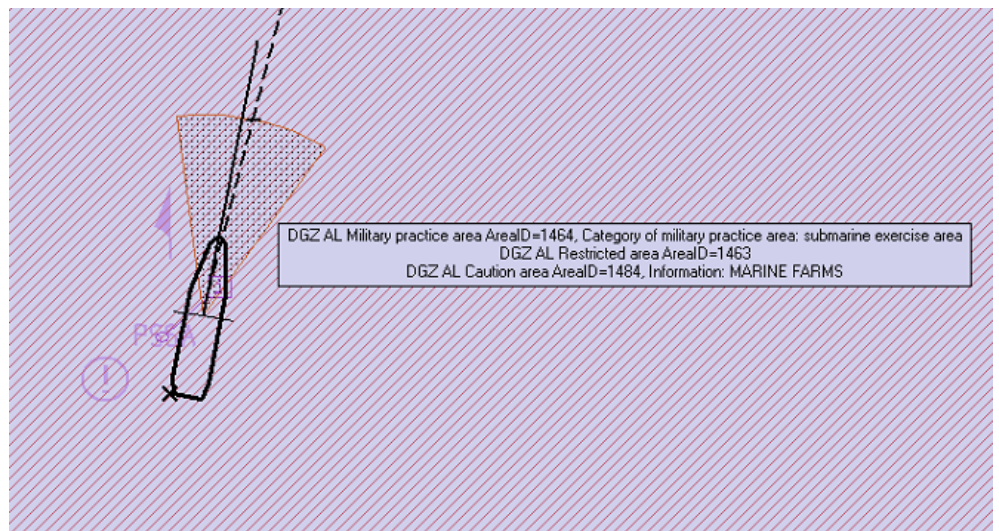 DGZ AL Military practice area AreaID=1464, Category of military practice area: submarine exercise area
DGZ AL Restricted area AreaID=1463
DGZ AL Caution area AreaID=1484, Information: MARINE FARMS
PSSA
!